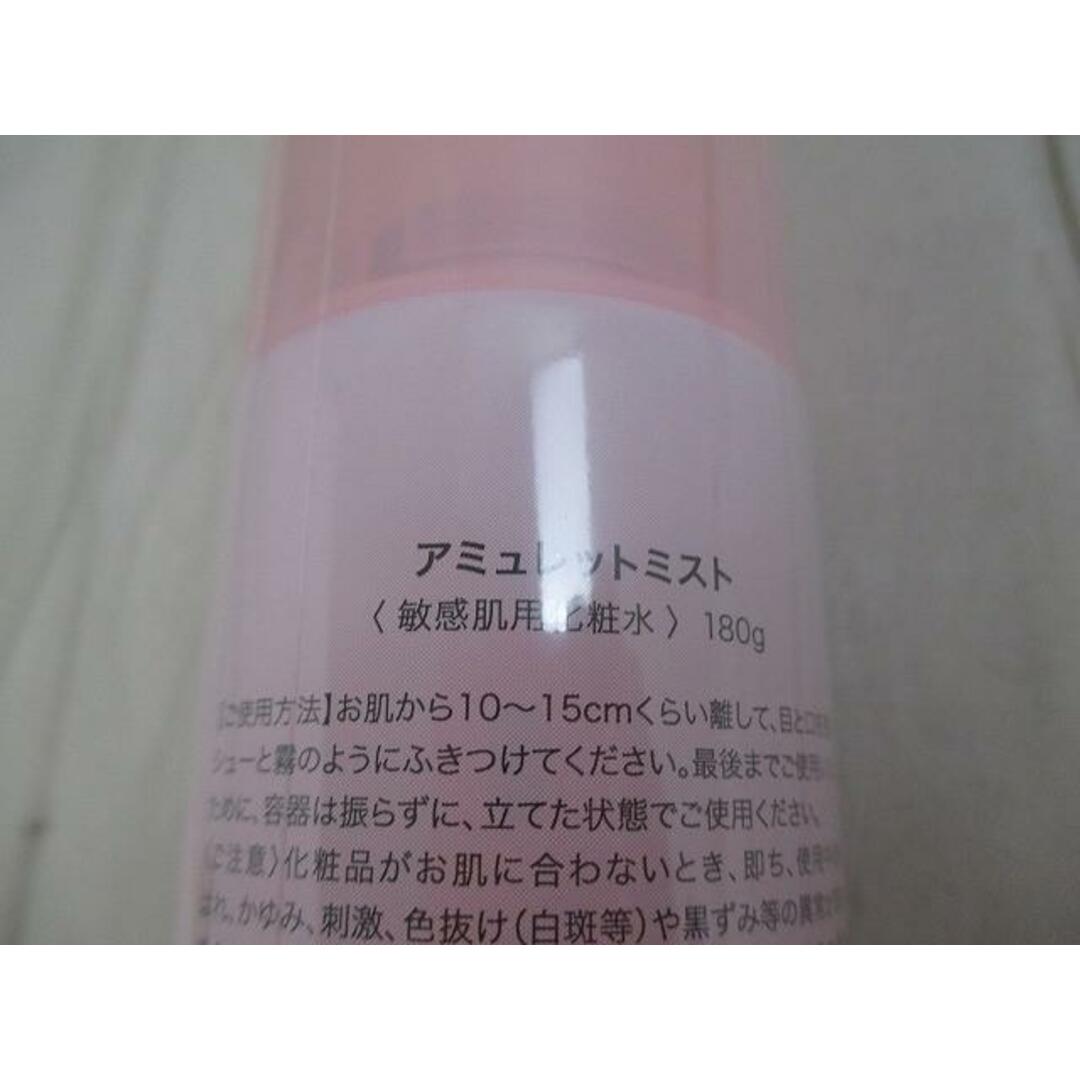 アミュレットミスト
〈 敏感肌用化粧水 〉 180g
【ご使用方法】お肌から10〜15cmくらい離して、目と口を
シューと霧のようにふきつけてください。最後までご使用
ために、容器は振らずに、立てた状態でご使用ください。
〈ご注意〉化粧品がお肌に合わないとき、即ち、使用中
はれ、かゆみ、刺激、色抜け(白斑等)や黒ずみ等の異常